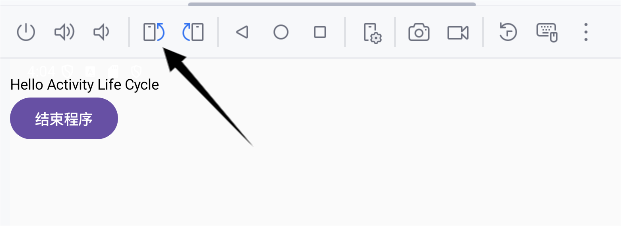 Hello Activity Life Cycle
结束程序